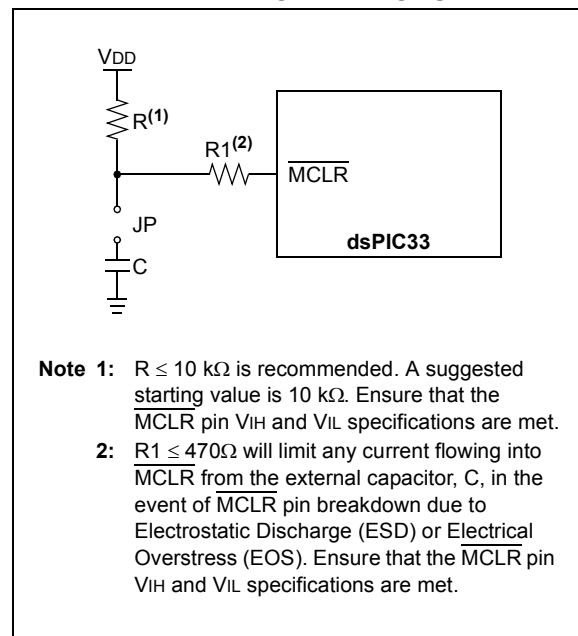 VDD
R(1)
R1(2)
MCLR
JP
dsPIC33
C
Note 1: R ≤ 10 kΩ is recommended. A suggested
starting value is 10 kΩ. Ensure that the
MCLR pin VIH and VIL specifications are met.
2: R1 ≤ 470Ω will limit any current flowing into
MCLR from the external capacitor, C, in the
event of MCLR pin breakdown due to
Electrostatic Discharge (ESD) or Electrical
Overstress (EOS). Ensure that the MCLR pin
VIH and VIL specifications are met.